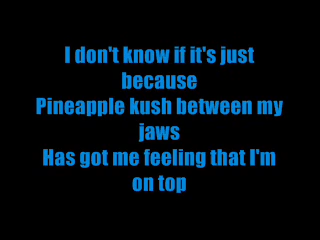 I don't know if it's just
because
Pineapple kush between my
jaws
Has got me feeling that I'm
on top